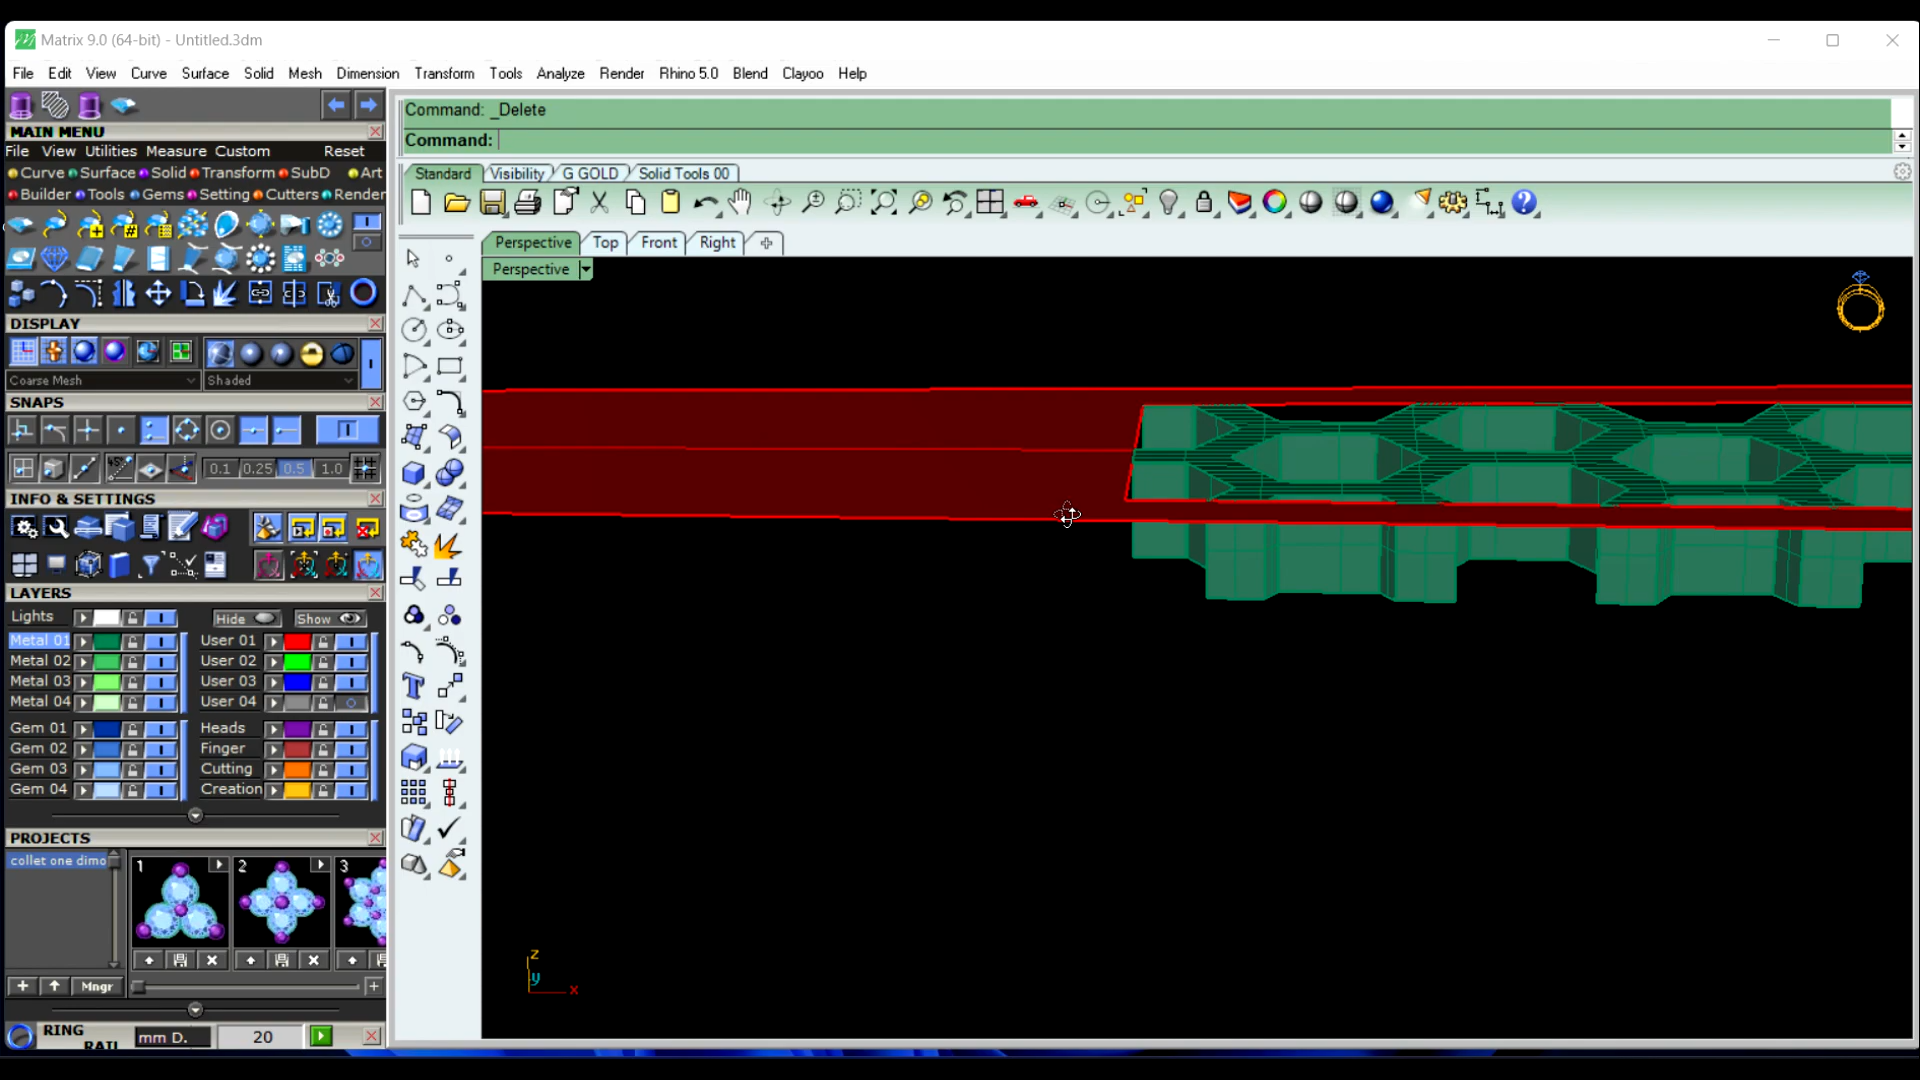 Matrix 9.0 (64-bit) - Untitled.3dm
File Edit View Curve Surface Solid Mesh Dimension Transform Tools Analyze Render Rhino 5.0 Blend Clayoo Help
Command: _Delete
Command:
MAIN MENU
File View Utilities Measure Custom Reset
Curve Surface Solid Transform SubD Art
Builder Tools Gems Setting Cutters Render
Standard Visibility G GOLD Solid Tools 00
Perspective Top Front Right
Perspective
DISPLAY
Coarse Mesh Shaded
SNAPS
45°
0.1 0.25 0.5 1.0
INFO & SETTINGS
LAYERS
Lights Hide Show
Metal 01 User 01
Metal 02 User 02
Metal 03 User 03
Metal 04 User 04
Gem 01 Heads
Gem 02 Finger
Gem 03 Cutting
Gem 04 Creation
PROJECTS
collet one dimo
1 2 3
Mngr
z
y
x
RING
RAIL
mm D. 20